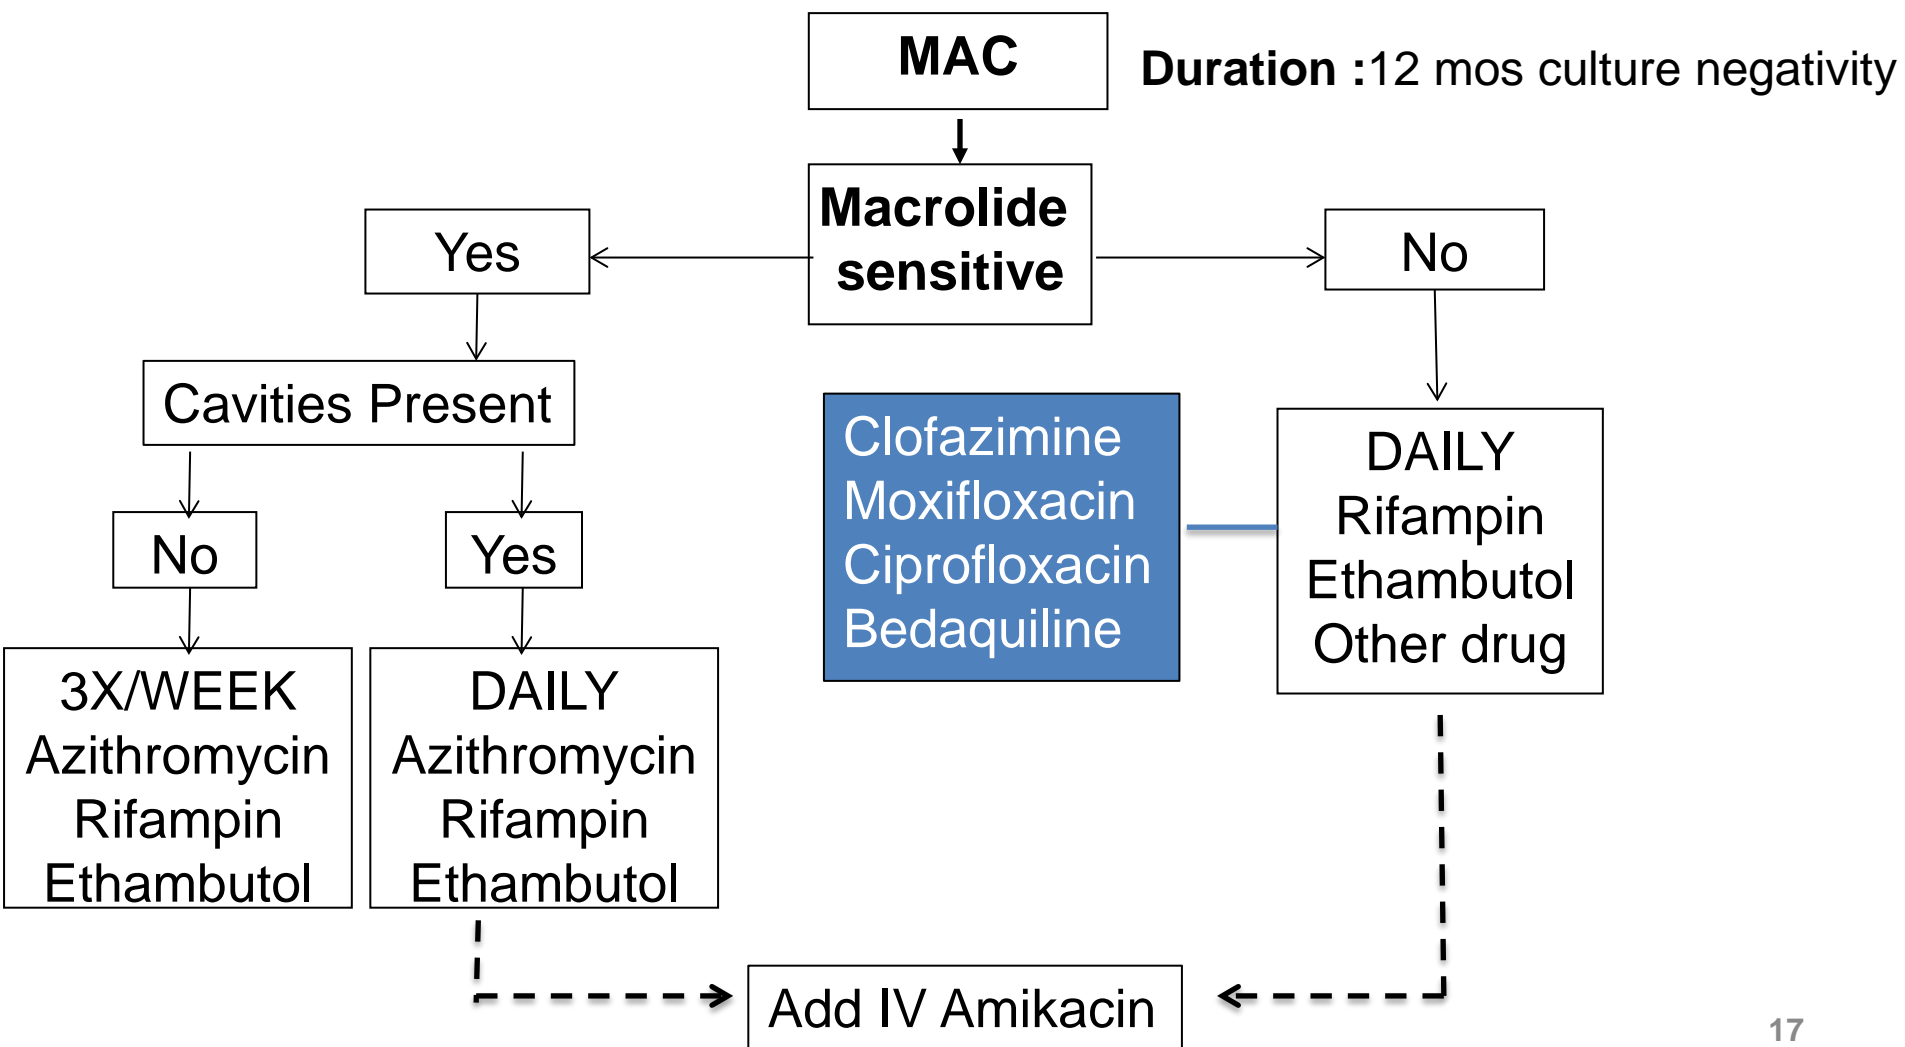 MAC
Duration :12 mos culture negativity
Macrolide
sensitive
Yes
No
Cavities Present
No
Yes
3X/WEEK
Azithromycin
Rifampin
Ethambutol
DAILY
Azithromycin
Rifampin
Ethambutol
Clofazimine
Moxifloxacin
Ciprofloxacin
Bedaquiline
DAILY
Rifampin
Ethambutol
Other drug
Add IV Amikacin
17